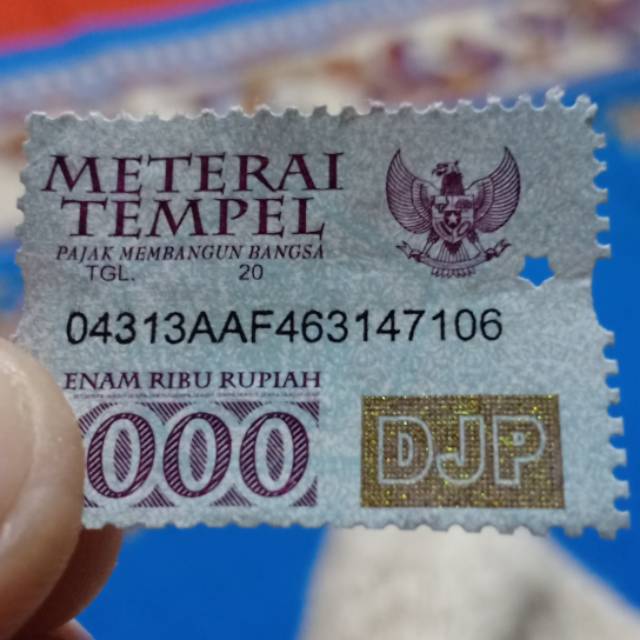 METERAI
TEMPEL
PAJAK MEMBANGUN BANGSA
TGL. 20
04313AAF463147106
ENAM RIBU RUPIAH
000
DJP